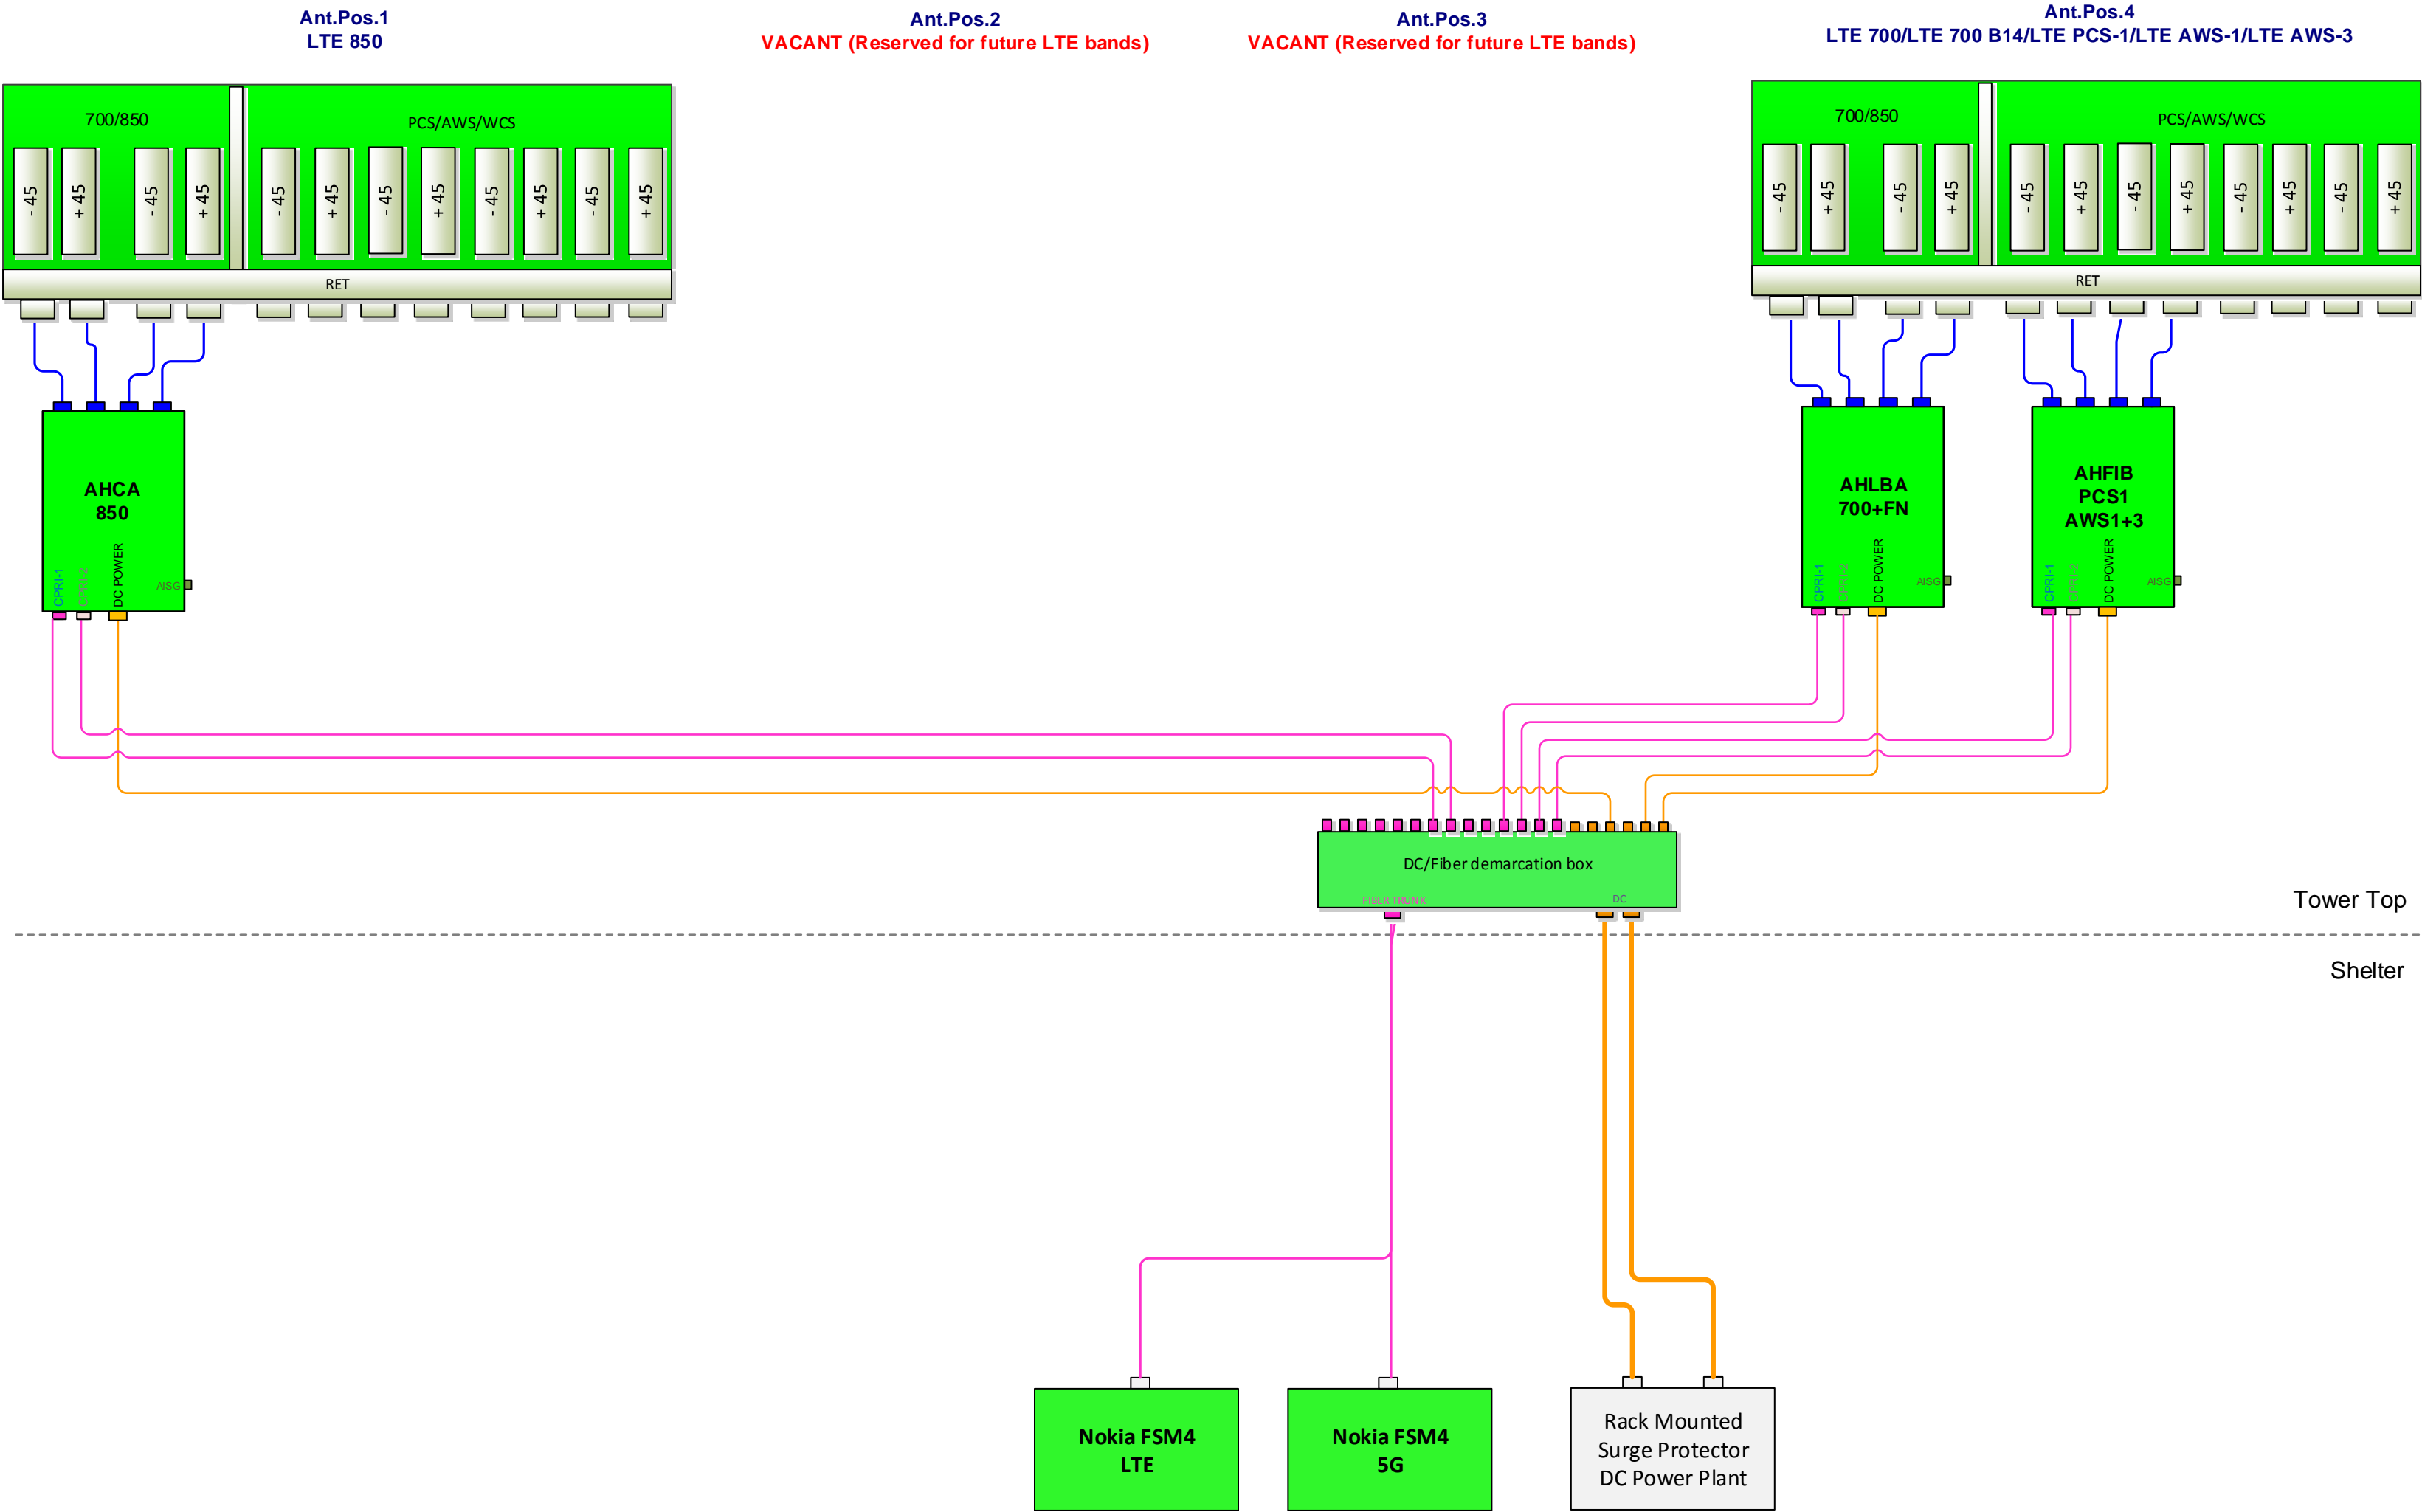 Ant.Pos.1
LTE 850
Ant.Pos.2
VACANT (Reserved for future LTE bands)
Ant.Pos.3
VACANT (Reserved for future LTE bands)
Ant.Pos.4
LTE 700/LTE 700 B14/LTE PCS-1/LTE AWS-1/LTE AWS-3
700/850
PCS/AWS/WCS
- 45
+ 45
- 45
+ 45
- 45
+ 45
- 45
+ 45
- 45
+ 45
- 45
+ 45
RET
700/850
PCS/AWS/WCS
- 45
+ 45
- 45
+ 45
- 45
+ 45
- 45
+ 45
- 45
+ 45
- 45
+ 45
RET
AHCA
850
CPRI-1
CPRI-2
DC POWER
AISG
AHLBA
700+FN
CPRI-1
CPRI-2
DC POWER
AISG
AHFIB
PCS1
AWS1+3
CPRI-1
CPRI-2
DC POWER
AISG
DC/Fiber demarcation box
FIBER TRUNK
DC
Tower Top
Shelter
Nokia FSM4
LTE
Nokia FSM4
5G
Rack Mounted
Surge Protector
DC Power Plant